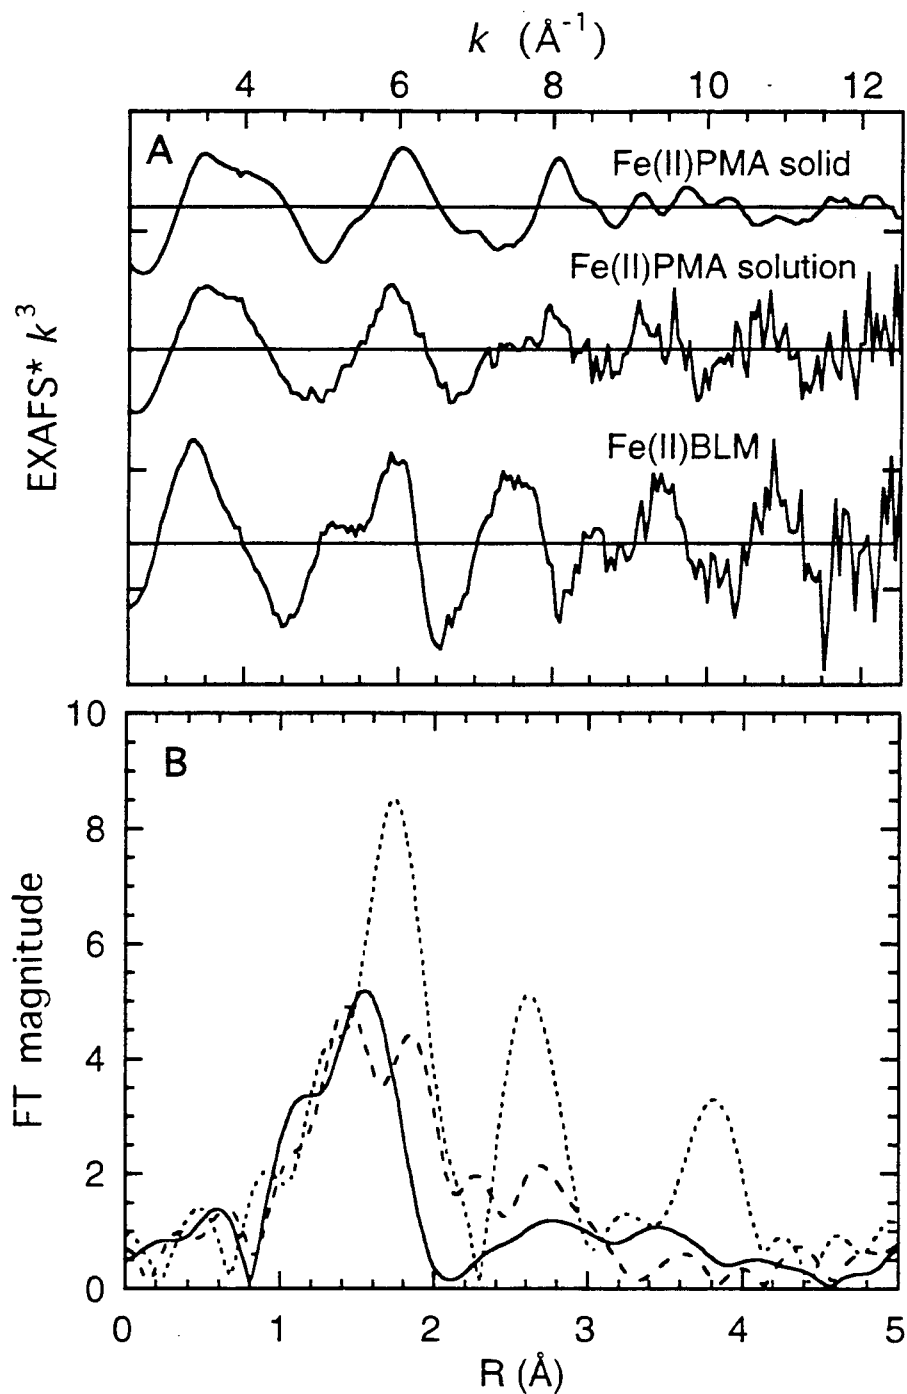 k (Å⁻¹)
4 6 8 10 12
A
Fe(II)PMA solid
Fe(II)PMA solution
Fe(II)BLM
EXAFS* k³
10
B
8
6
4
2
0
FT magnitude
0 1 2 3 4 5
R (Å)